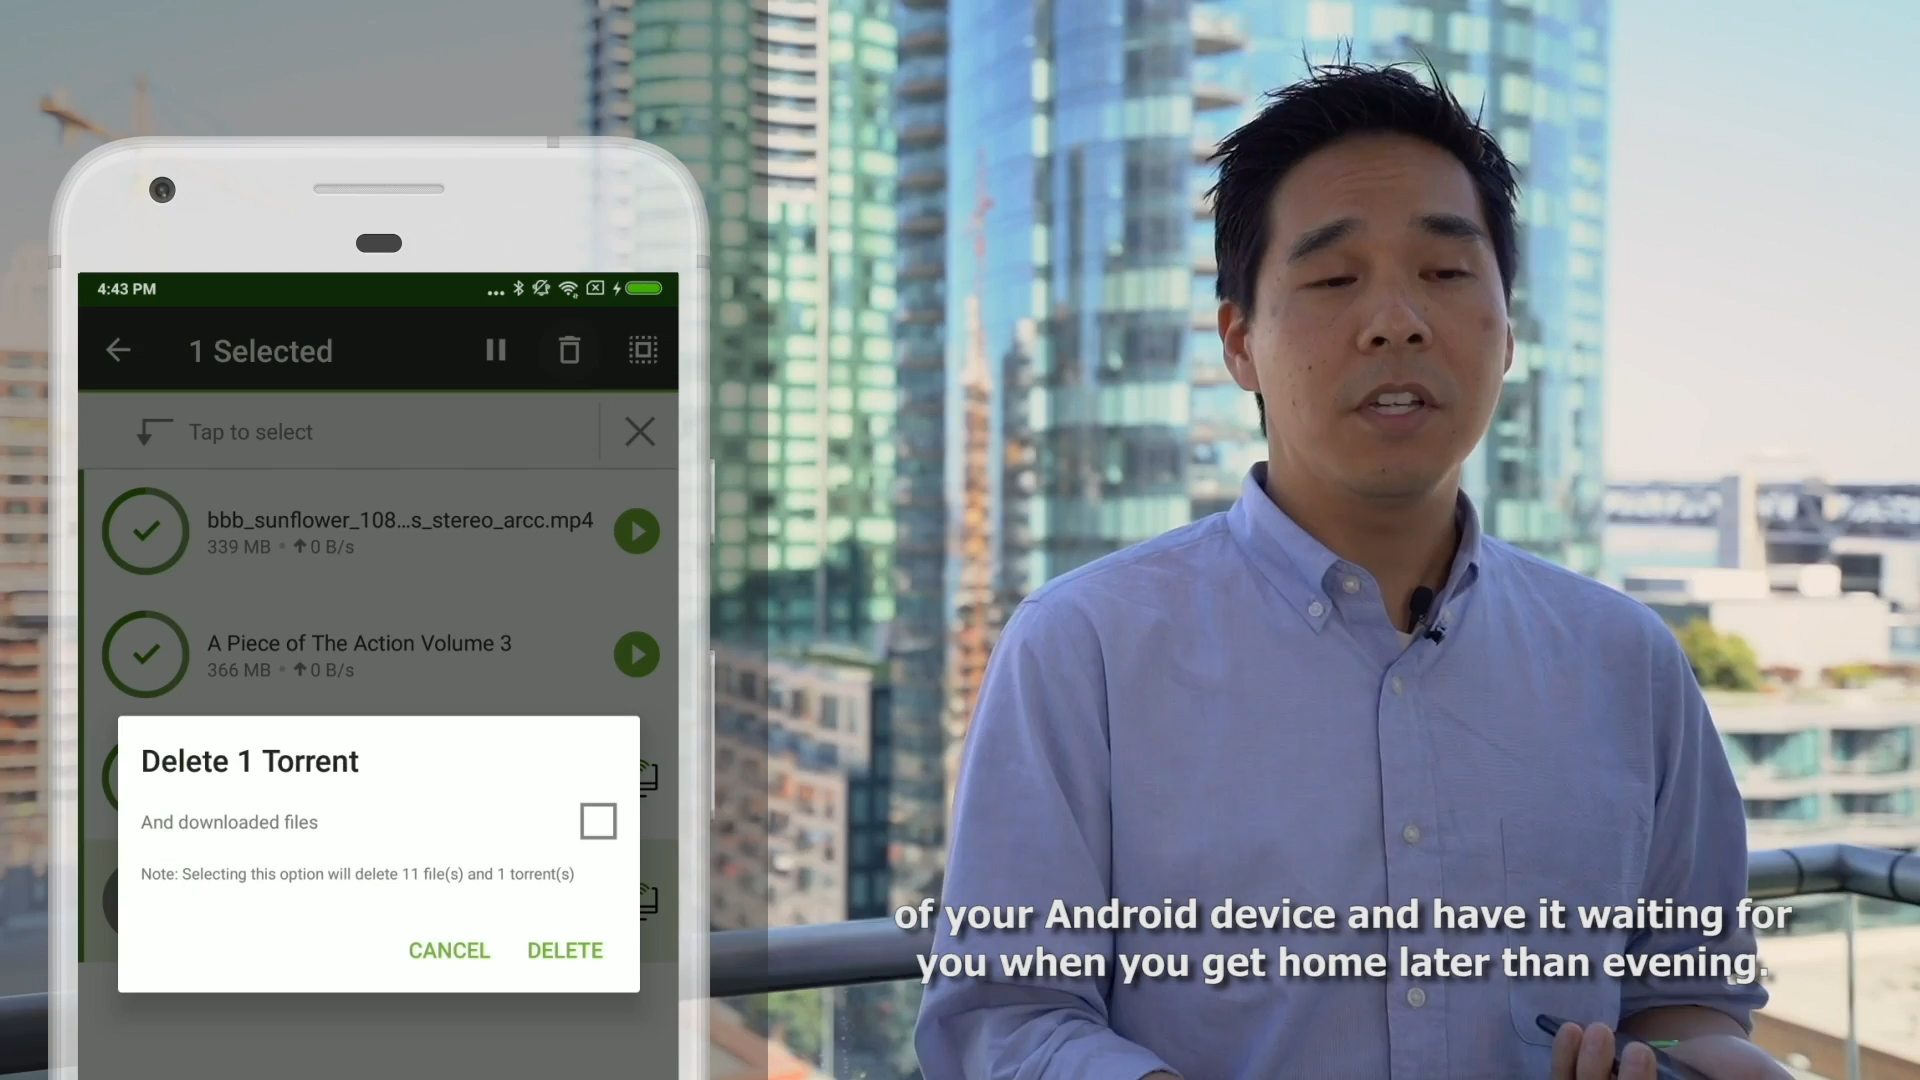 4:43 PM
1 Selected
Tap to select
bbb_sunflower_108...s_stereo_arcc.mp4
339 MB • 0 B/s
A Piece of The Action Volume 3
366 MB • 0 B/s
Delete 1 Torrent
And downloaded files
Note: Selecting this option will delete 11 file(s) and 1 torrent(s)
CANCEL DELETE
of your Android device and have it waiting for
you when you get home later than evening.